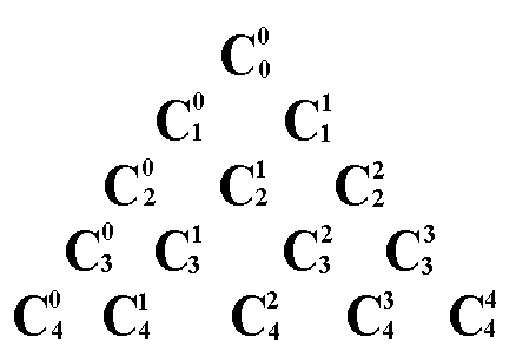 C₀⁰
C₁⁰ C₁¹
C₂⁰ C₂¹ C₂²
C₃⁰ C₃¹ C₃² C₃³
C₄⁰ C₄¹ C₄² C₄³ C₄⁴